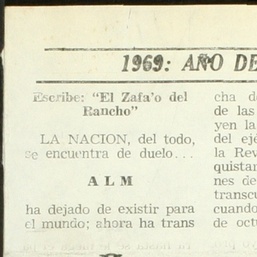 1969: AÑO DE
Escribe: "El Zafa'o del
Rancho"
LA NACION, del todo,
se encuentra de duelo...
A L M
ha dejado de existir para
el mundo; ahora ha trans
cha d
de las
yen la
del ejé
la Rev
quistar
nes de
transcu
cuando
de octu